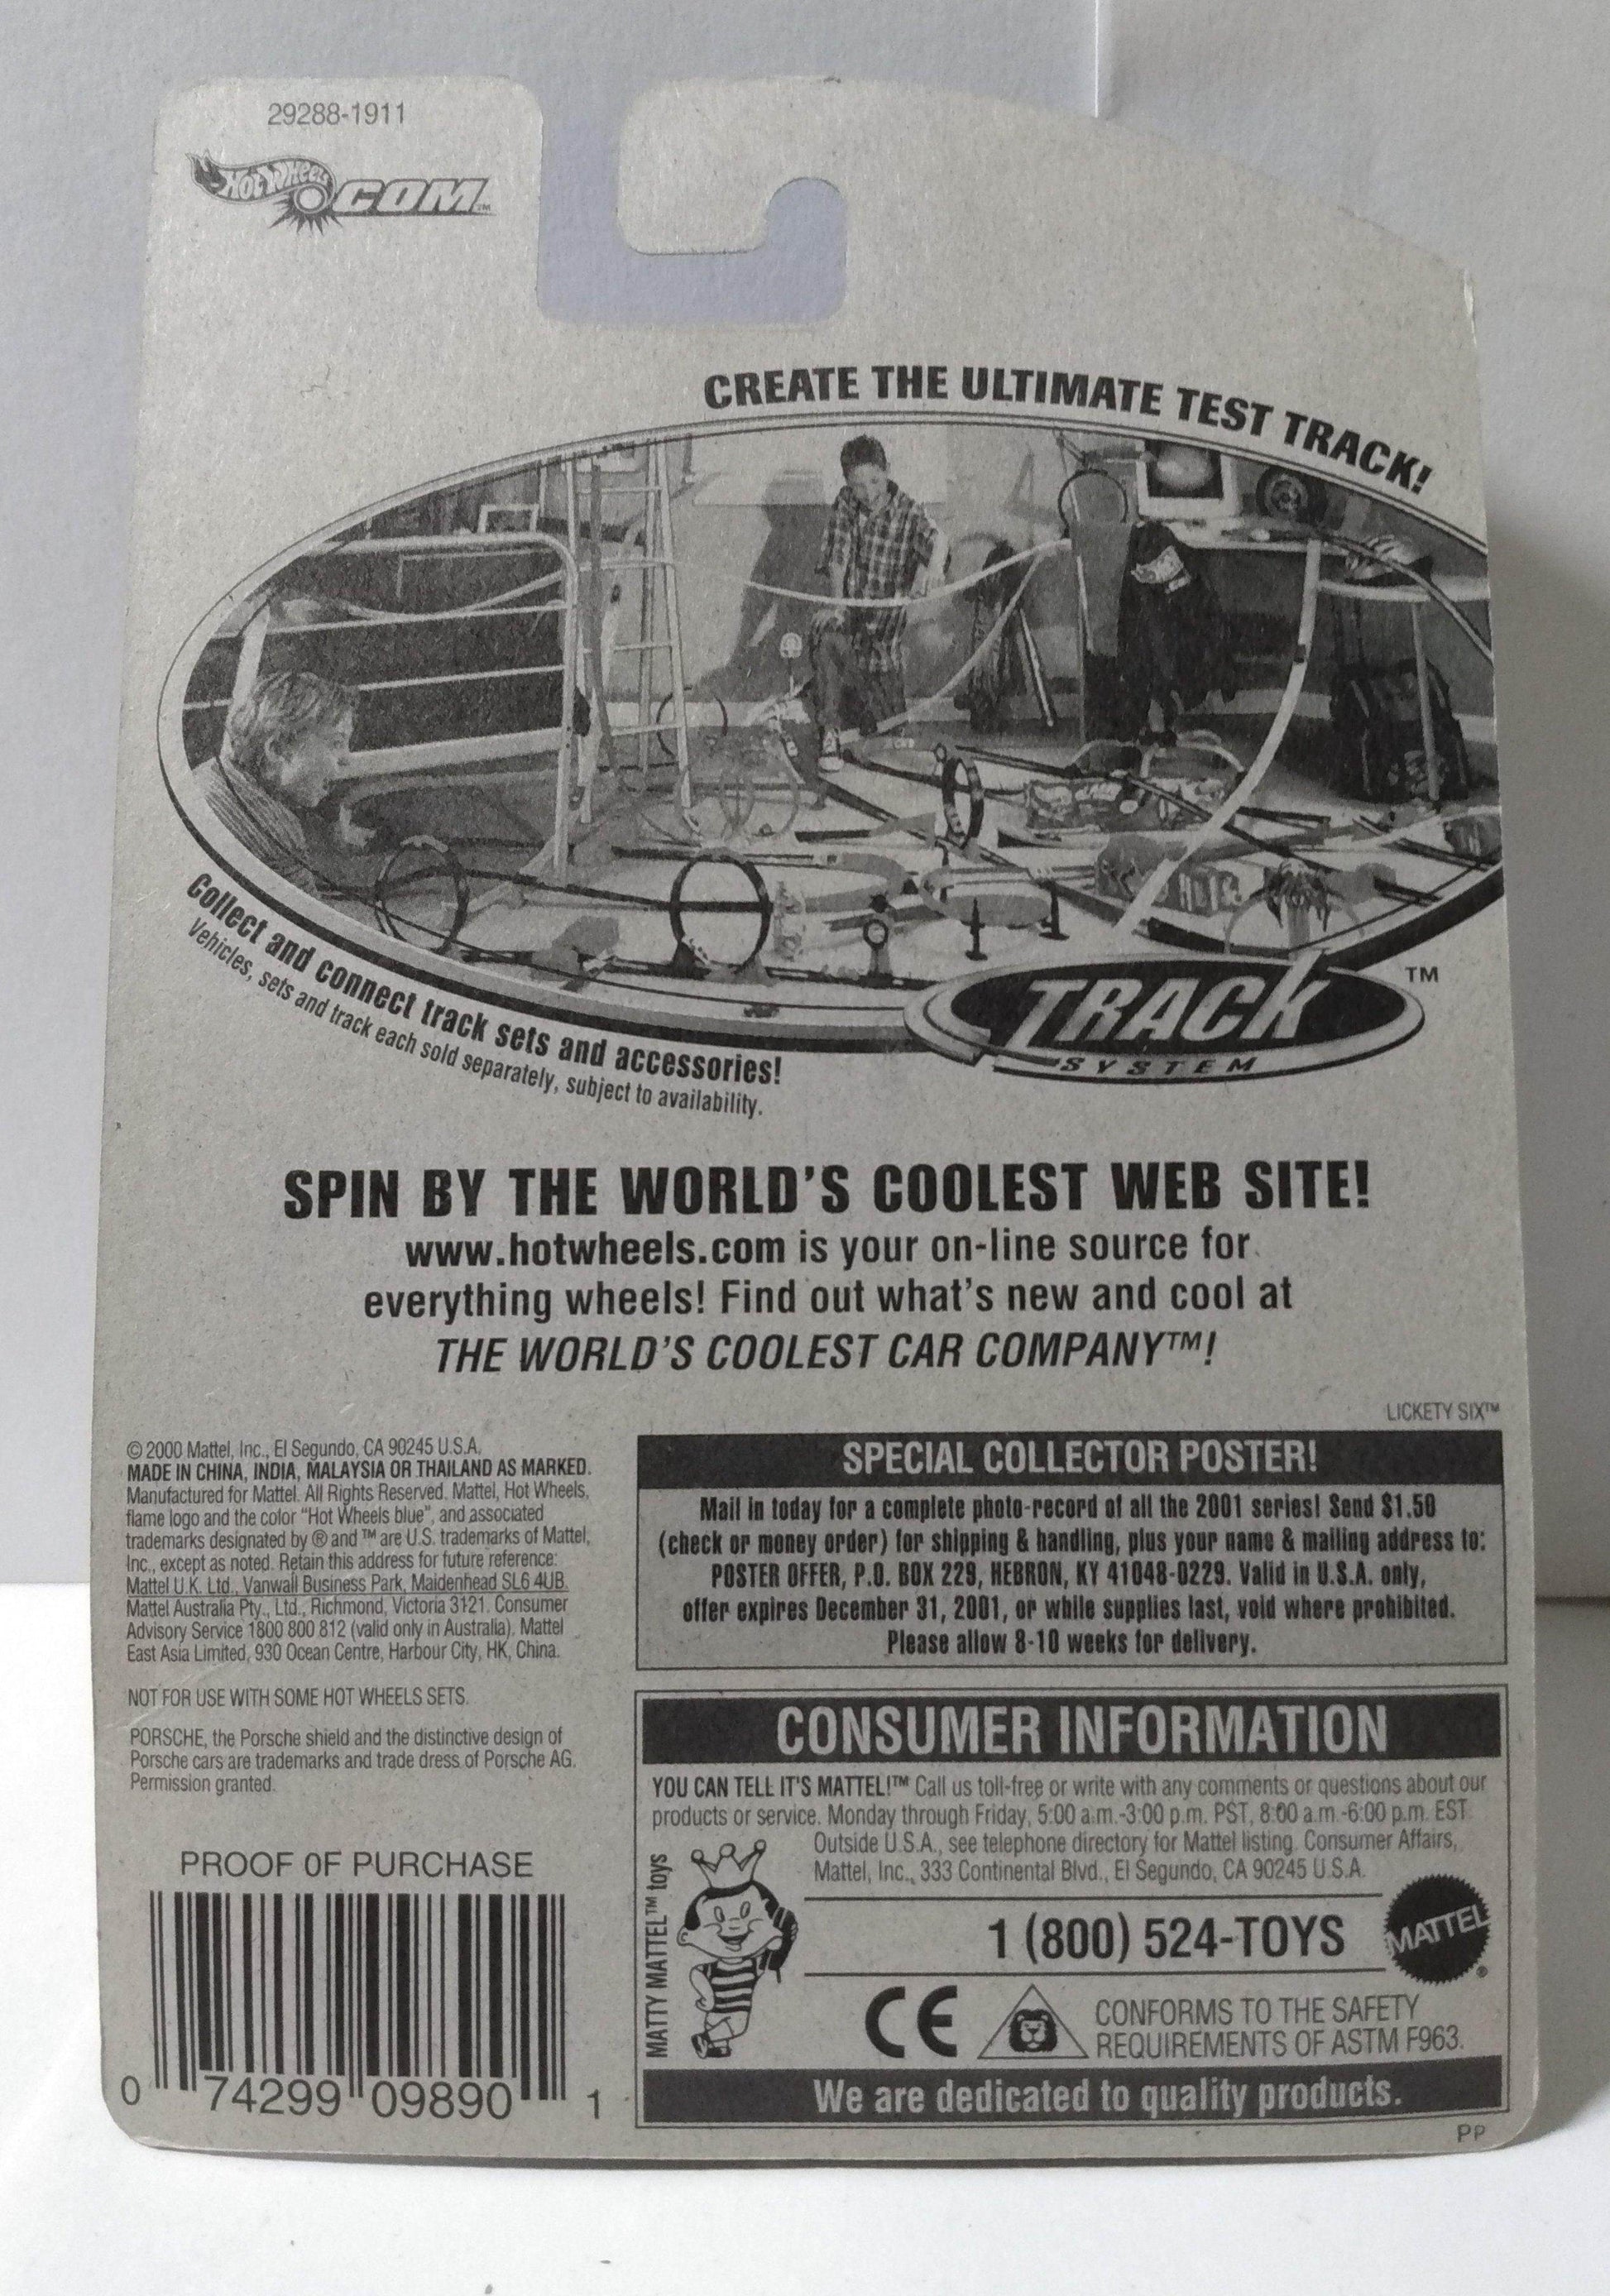 29288-1911
Hot Wheels .COM™
CREATE THE ULTIMATE TEST TRACK!
Collect and connect track sets and accessories!
Vehicles, sets and track each sold separately, subject to availability.
TRACK™
SYSTEM
SPIN BY THE WORLD'S COOLEST WEB SITE!
www.hotwheels.com is your on-line source for
everything wheels! Find out what's new and cool at
THE WORLD'S COOLEST CAR COMPANY™!
LICKETY SIX™
© 2000 Mattel, Inc., El Segundo, CA 90245 U.S.A.
MADE IN CHINA, INDIA, MALAYSIA OR THAILAND AS MARKED.
Manufactured for Mattel. All Rights Reserved. Mattel, Hot Wheels,
flame logo and the color "Hot Wheels blue", and associated
trademarks designated by ® and ™ are U.S. trademarks of Mattel,
Inc., except as noted. Retain this address for future reference:
Mattel U.K. Ltd., Vanwall Business Park, Maidenhead SL6 4UB.
Mattel Australia Pty., Ltd., Richmond, Victoria 3121. Consumer
Advisory Service 1800 800 812 (valid only in Australia). Mattel
East Asia Limited, 930 Ocean Centre, Harbour City, HK, China.
NOT FOR USE WITH SOME HOT WHEELS SETS.
PORSCHE, the Porsche shield and the distinctive design of
Porsche cars are trademarks and trade dress of Porsche AG.
Permission granted.
PROOF OF PURCHASE
0 74299 09890 1
SPECIAL COLLECTOR POSTER!
Mail in today for a complete photo-record of all the 2001 series! Send $1.50
(check or money order) for shipping & handling, plus your name & mailing address to:
POSTER OFFER, P.O. BOX 229, HEBRON, KY 41048-0229. Valid in U.S.A. only,
offer expires December 31, 2001, or while supplies last, void where prohibited.
Please allow 8-10 weeks for delivery.
CONSUMER INFORMATION
YOU CAN TELL IT'S MATTEL!™ Call us toll-free or write with any comments or questions about our
products or service. Monday through Friday, 5:00 a.m.-3:00 p.m. PST, 8:00 a.m.-6:00 p.m. EST.
Outside U.S.A., see telephone directory for Mattel listing. Consumer Affairs,
Mattel, Inc., 333 Continental Blvd., El Segundo, CA 90245 U.S.A.
MATTY MATTEL™ toys
1 (800) 524-TOYS
MATTEL®
CE
CONFORMS TO THE SAFETY
REQUIREMENTS OF ASTM F963.
We are dedicated to quality products.
PP